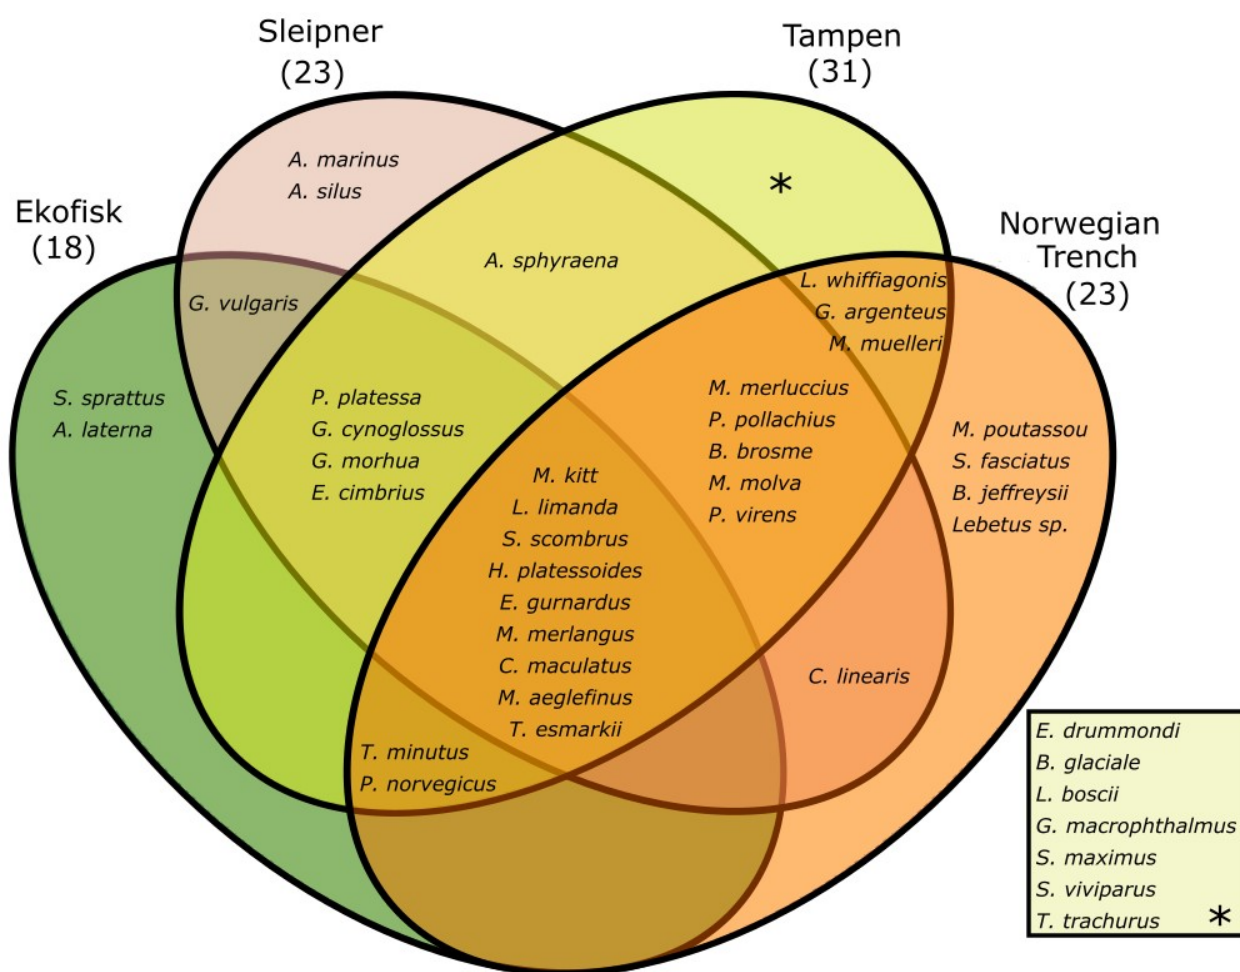 Sleipner
(23)
Tampen
(31)
Ekofisk
(18)
Norwegian
Trench
(23)
A. marinus
A. silus
*
A. sphyraena
G. vulgaris
L. whiffiagonis
G. argenteus
M. muelleri
S. sprattus
A. laterna
P. platessa
G. cynoglossus
G. morhua
E. cimbrius
M. merluccius
P. pollachius
B. brosme
M. molva
P. virens
M. poutassou
S. fasciatus
B. jeffreysii
Lebetus sp.
M. kitt
L. limanda
S. scombrus
H. platessoides
E. gurnardus
M. merlangus
C. maculatus
M. aeglefinus
T. esmarkii
C. linearis
T. minutus
P. norvegicus
E. drummondi
B. glaciale
L. boscii
G. macrophthalmus
S. maximus
S. viviparus
T. trachurus *